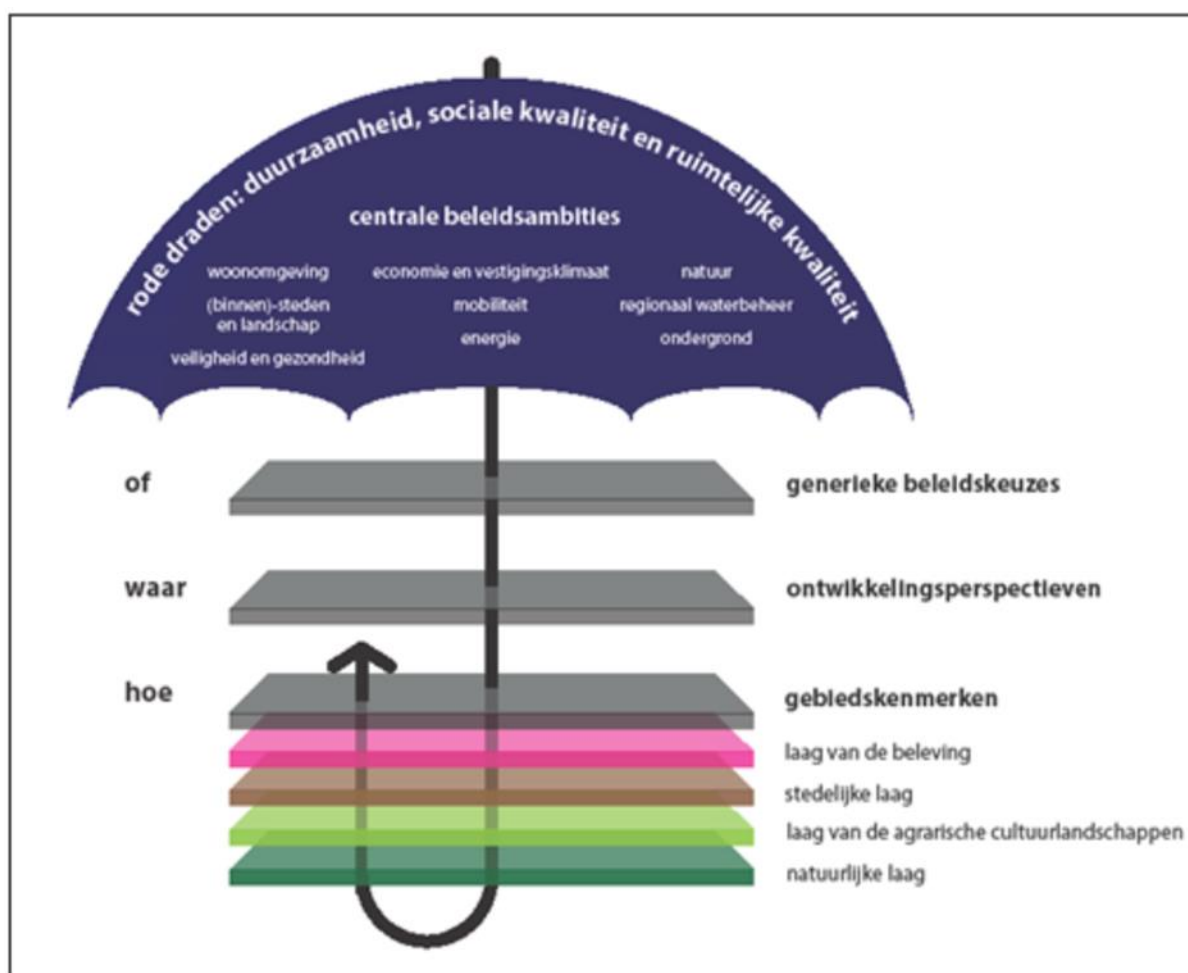 rode draden: duurzaamheid, sociale kwaliteit en ruimtelijke kwaliteit
centrale beleidsambities
woonomgeving
(binnen)-steden
en landschap
veiligheid en gezondheid
economie en vestigingsklimaat
mobiliteit
energie
natuur
regionaal waterbeheer
ondergrond
of
generieke beleidskeuzes
waar
ontwikkelingsperspectieven
hoe
gebiedskenmerken
laag van de beleving
stedelijke laag
laag van de agrarische cultuurlandschappen
natuurlijke laag